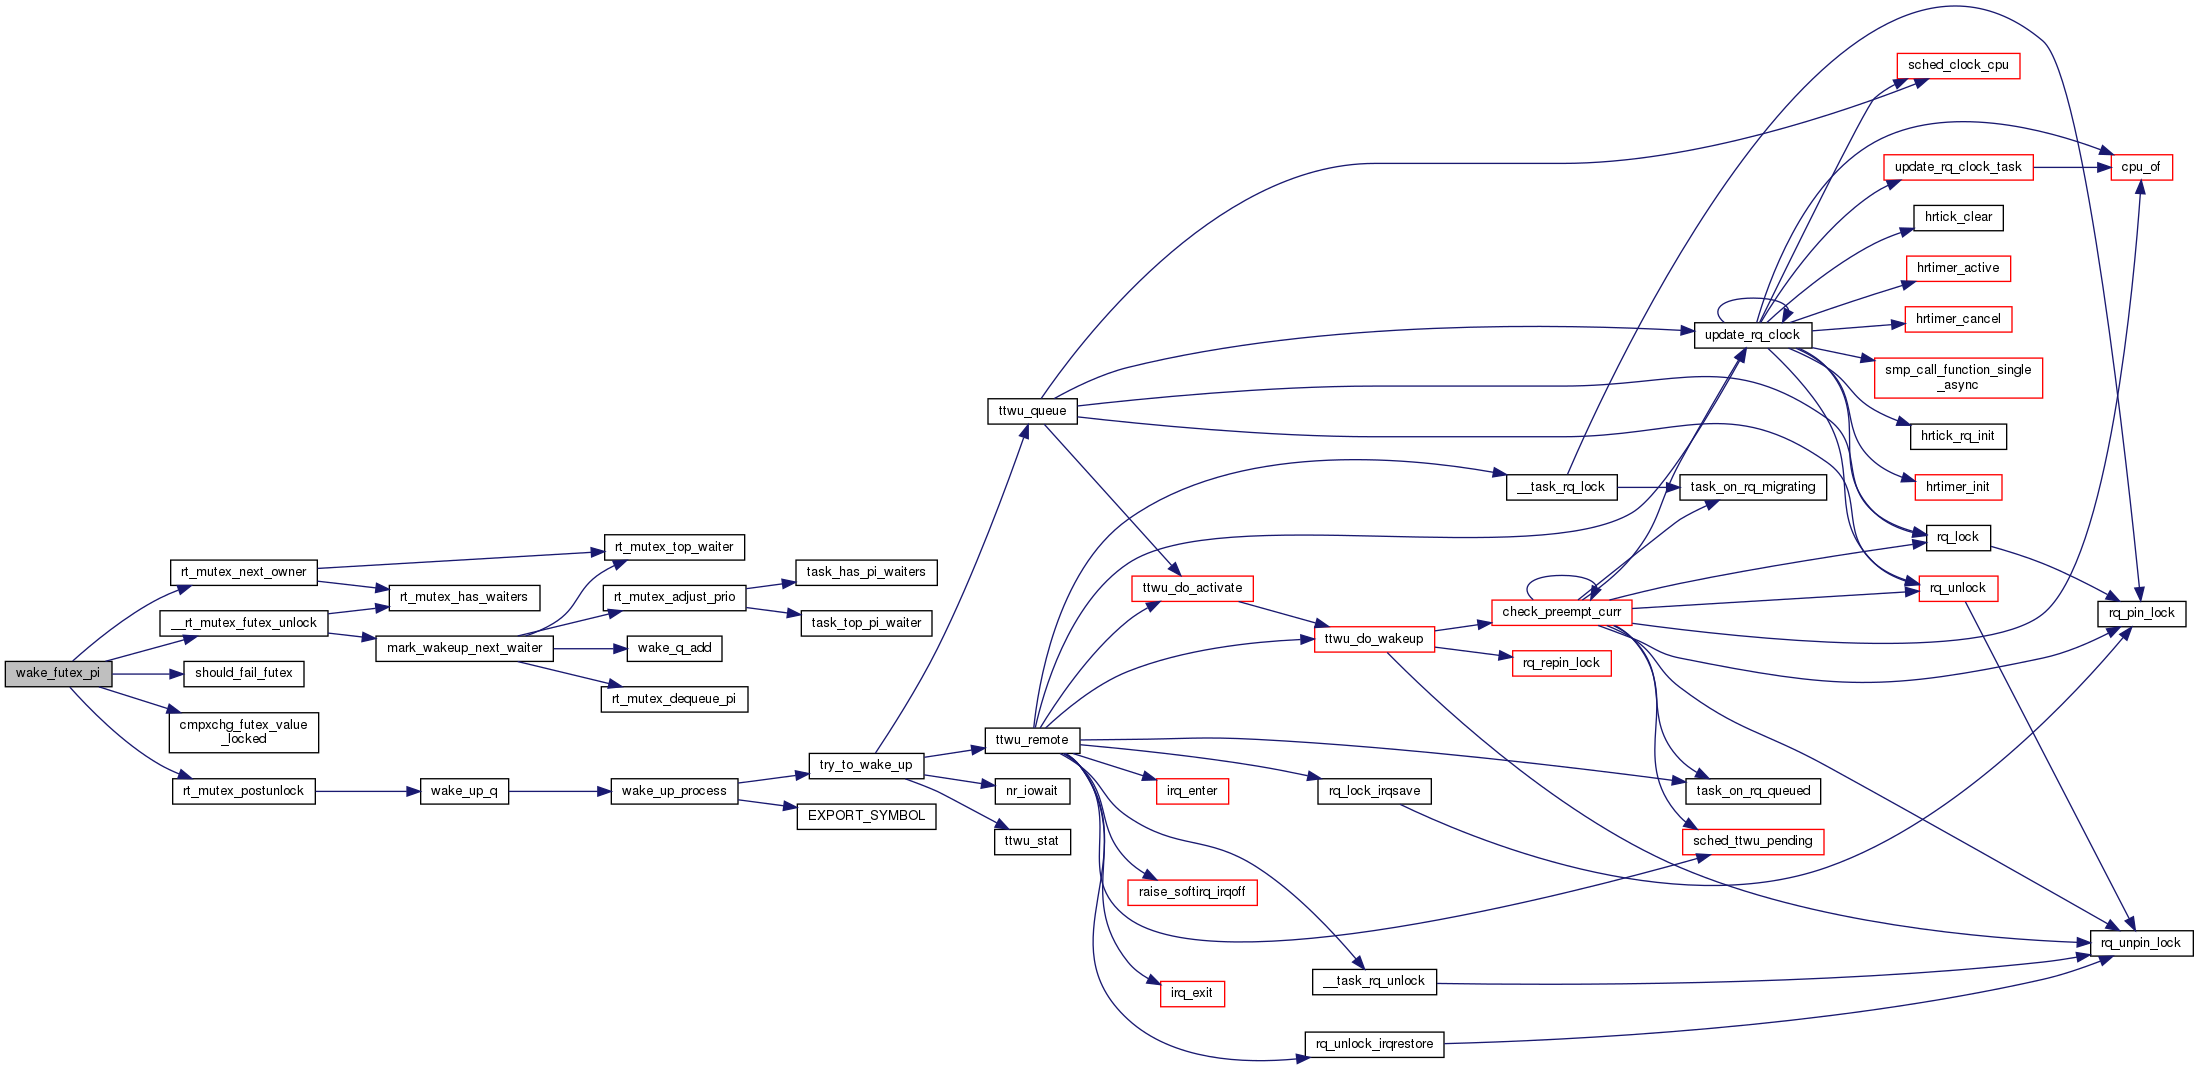 wake_futex_pi
rt_mutex_next_owner
__rt_mutex_futex_unlock
should_fail_futex
cmpxchg_futex_value
_locked
rt_mutex_postunlock
rt_mutex_has_waiters
mark_wakeup_next_waiter
wake_up_q
rt_mutex_top_waiter
rt_mutex_adjust_prio
wake_q_add
rt_mutex_dequeue_pi
wake_up_process
task_has_pi_waiters
task_top_pi_waiter
try_to_wake_up
EXPORT_SYMBOL
ttwu_queue
ttwu_remote
nr_iowait
ttwu_stat
ttwu_do_activate
irq_enter
raise_softirq_irqoff
irq_exit
ttwu_do_wakeup
rq_lock_irqsave
__task_rq_unlock
rq_unlock_irqrestore
__task_rq_lock
check_preempt_curr
rq_repin_lock
update_rq_clock
task_on_rq_migrating
task_on_rq_queued
sched_ttwu_pending
sched_clock_cpu
update_rq_clock_task
hrtick_clear
hrtimer_active
hrtimer_cancel
smp_call_function_single
_async
hrtick_rq_init
hrtimer_init
rq_lock
rq_unlock
cpu_of
rq_pin_lock
rq_unpin_lock